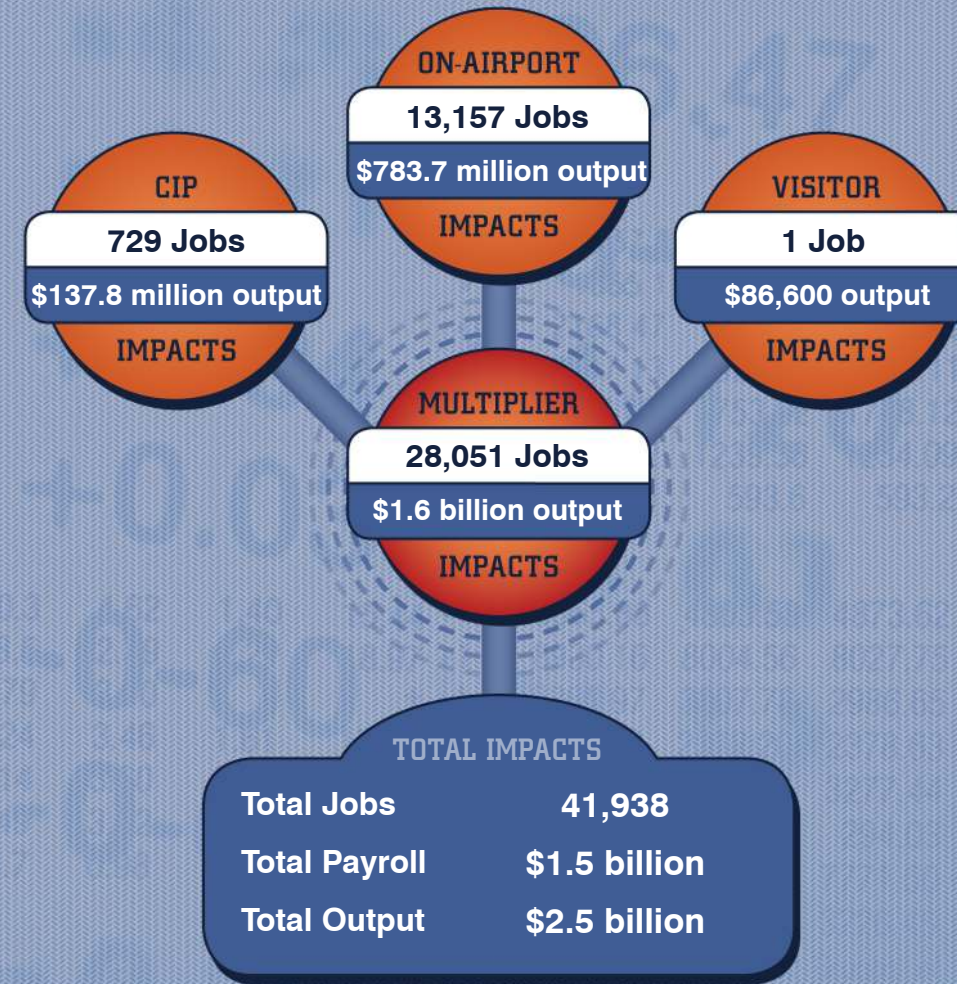 ON-AIRPORT
13,157 Jobs
$783.7 million output
IMPACTS
CIP
729 Jobs
$137.8 million output
IMPACTS
VISITOR
1 Job
$86,600 output
IMPACTS
MULTIPLIER
28,051 Jobs
$1.6 billion output
IMPACTS
TOTAL IMPACTS
Total Jobs 41,938
Total Payroll $1.5 billion
Total Output $2.5 billion